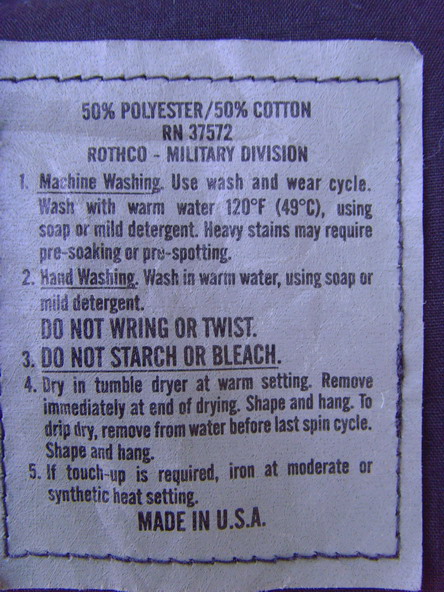 50% POLYESTER/50% COTTON
RN 37572
ROTHCO - MILITARY DIVISION
1. Machine Washing. Use wash and wear cycle.
Wash with warm water 120°F (49°C), using
soap or mild detergent. Heavy stains may require
pre-soaking or pre-spotting.
2. Hand Washing. Wash in warm water, using soap or
mild detergent.
DO NOT WRING OR TWIST.
3. DO NOT STARCH OR BLEACH.
4. Dry in tumble dryer at warm setting. Remove
immediately at end of drying. Shape and hang. To
drip dry, remove from water before last spin cycle.
Shape and hang.
5. If touch-up is required, iron at moderate or
synthetic heat setting.
MADE IN U.S.A.